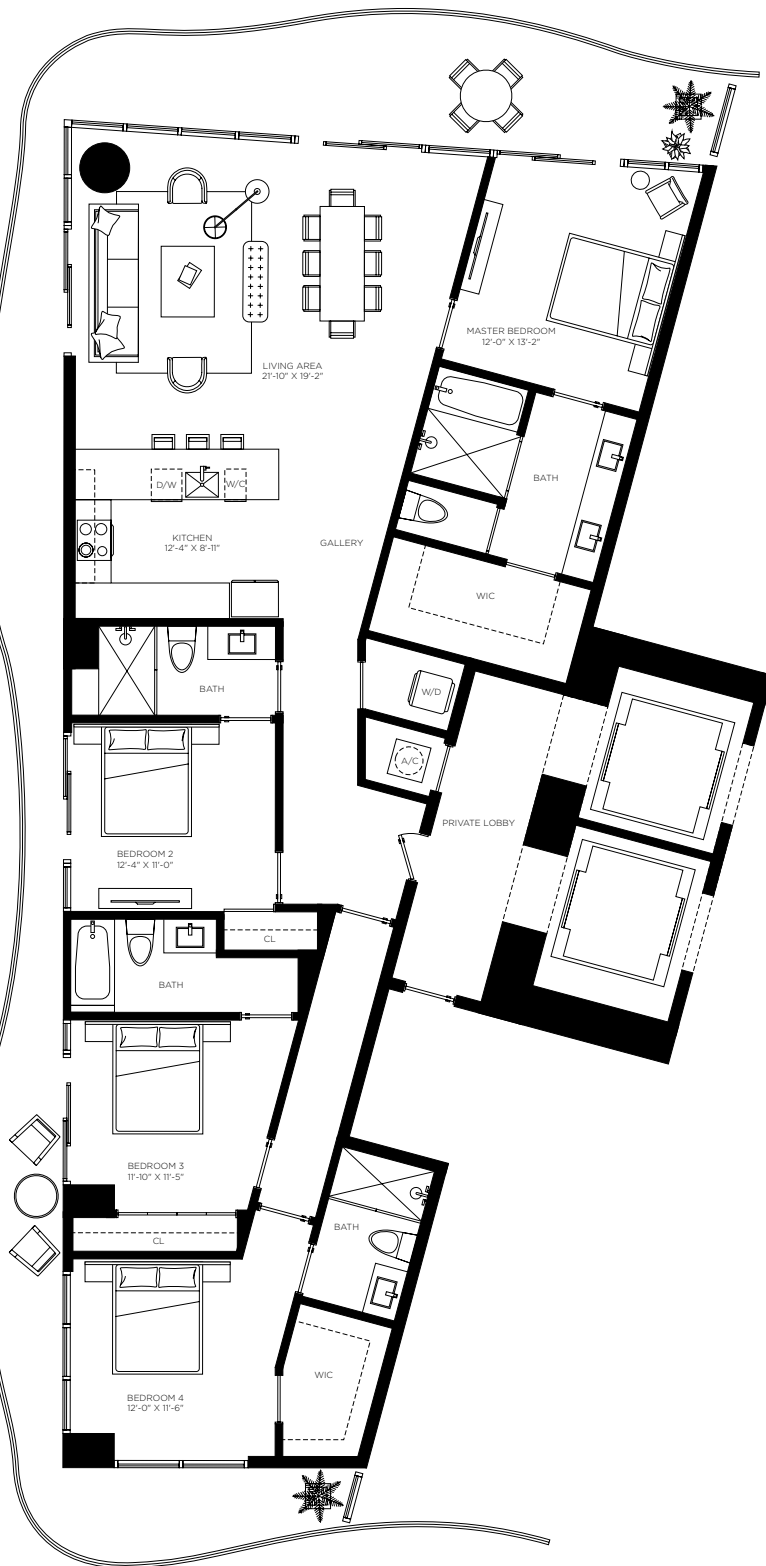 MASTER BEDROOM
12'-0" X 13'-2"
LIVING AREA
21'-10" X 19'-2"
D/W
W/C
BATH
KITCHEN
12'-4" X 8'-11"
GALLERY
WIC
BATH
W/D
A/C
PRIVATE LOBBY
BEDROOM 2
12'-4" X 11'-0"
CL
BATH
BEDROOM 3
11'-10" X 11'-5"
BATH
CL
WIC
BEDROOM 4
12'-0" X 11'-6"